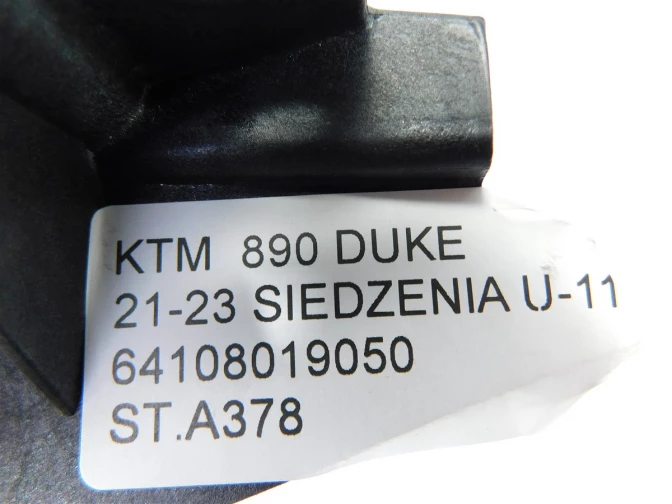 KTM 890 DUKE
21-23 SIEDZENIA U-11
64108019050
ST.A378